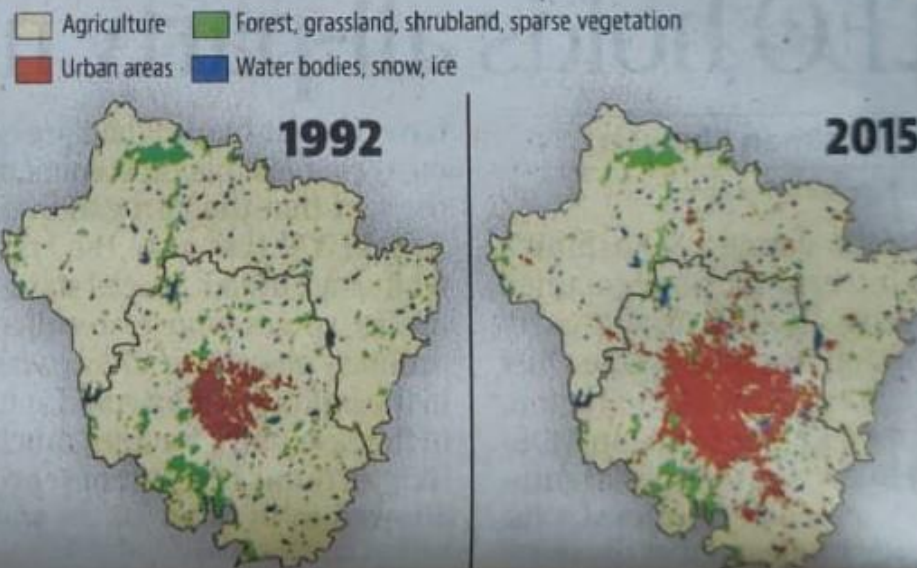 Agriculture
Forest, grassland, shrubland, sparse vegetation
Urban areas
Water bodies, snow, ice
1992
2015